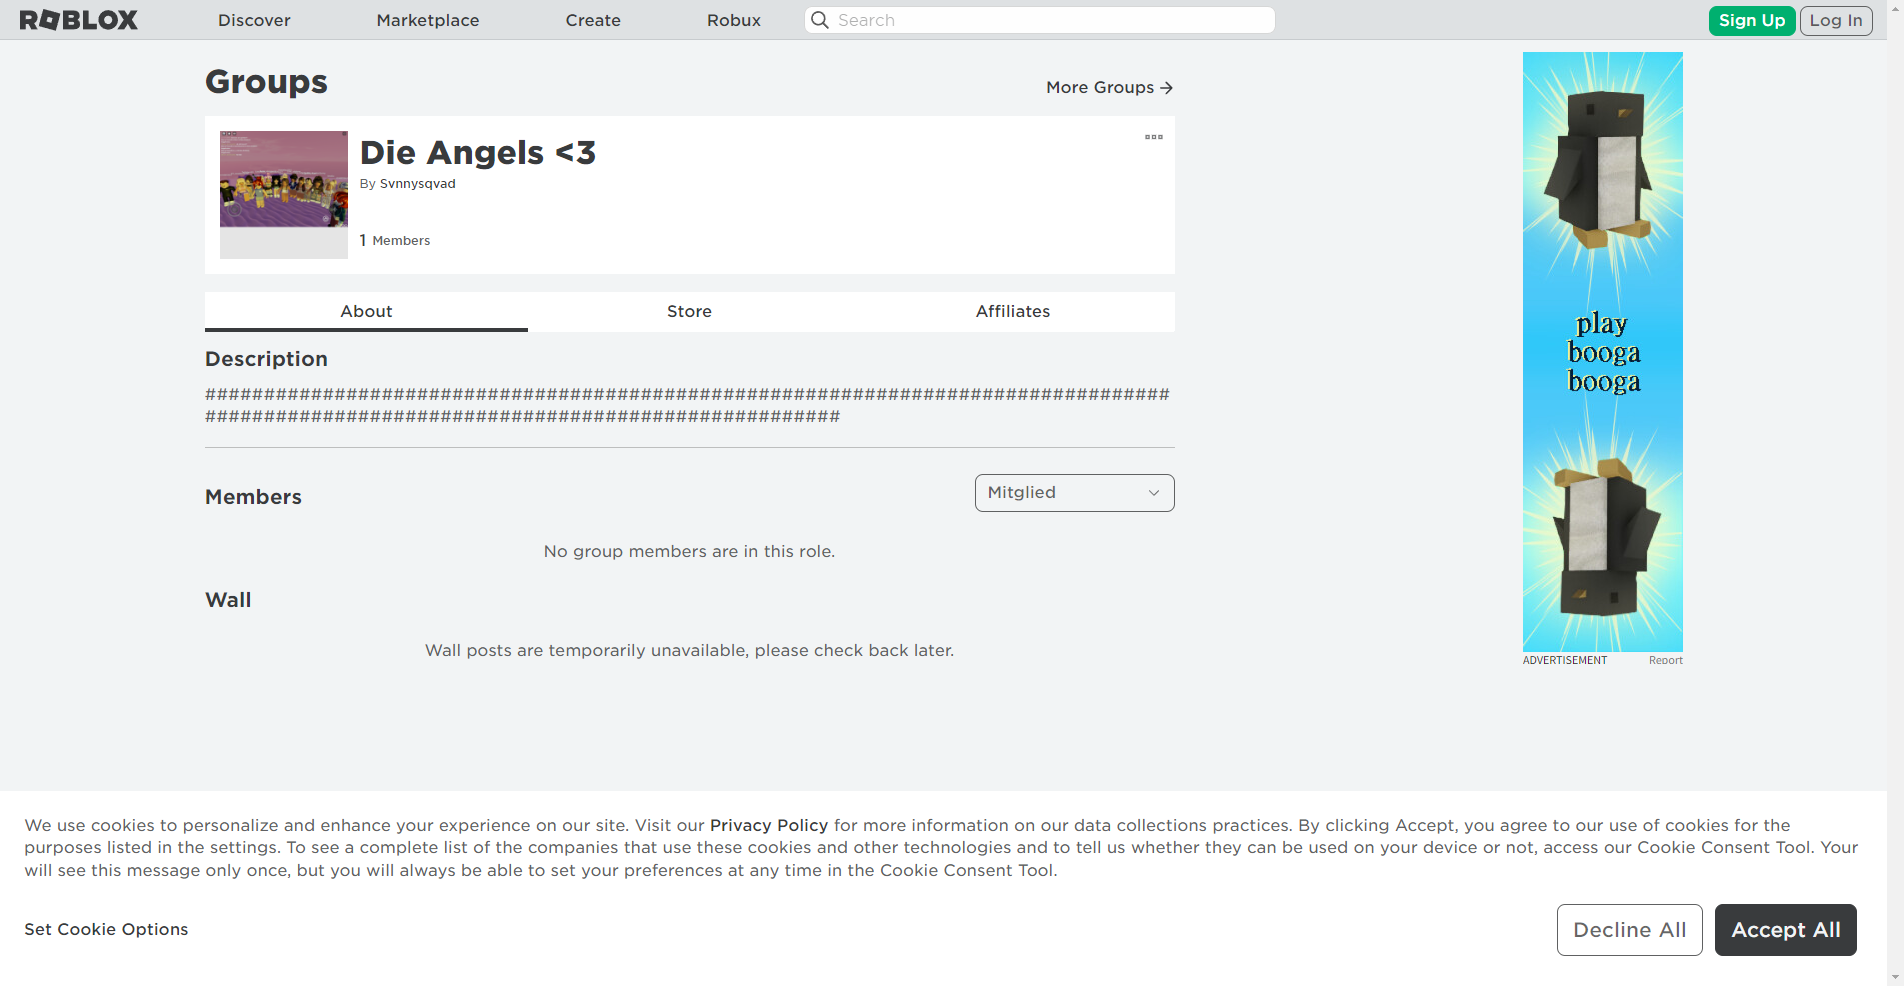 ROBLOX
Discover
Marketplace
Create
Robux
Search
Sign Up
Log In
Groups
More Groups
Die Angels <3
By Svnnysqvad
1 Members
About
Store
Affiliates
Description
##################################################################################
######################################################
Members
Mitglied
No group members are in this role.
Wall
Wall posts are temporarily unavailable, please check back later.
play
booga
booga
ADVERTISEMENT
Report
We use cookies to personalize and enhance your experience on our site. Visit our Privacy Policy for more information on our data collections practices. By clicking Accept, you agree to our use of cookies for the
purposes listed in the settings. To see a complete list of the companies that use these cookies and other technologies and to tell us whether they can be used on your device or not, access our Cookie Consent Tool. Your
will see this message only once, but you will always be able to set your preferences at any time in the Cookie Consent Tool.
Set Cookie Options
Decline All
Accept All